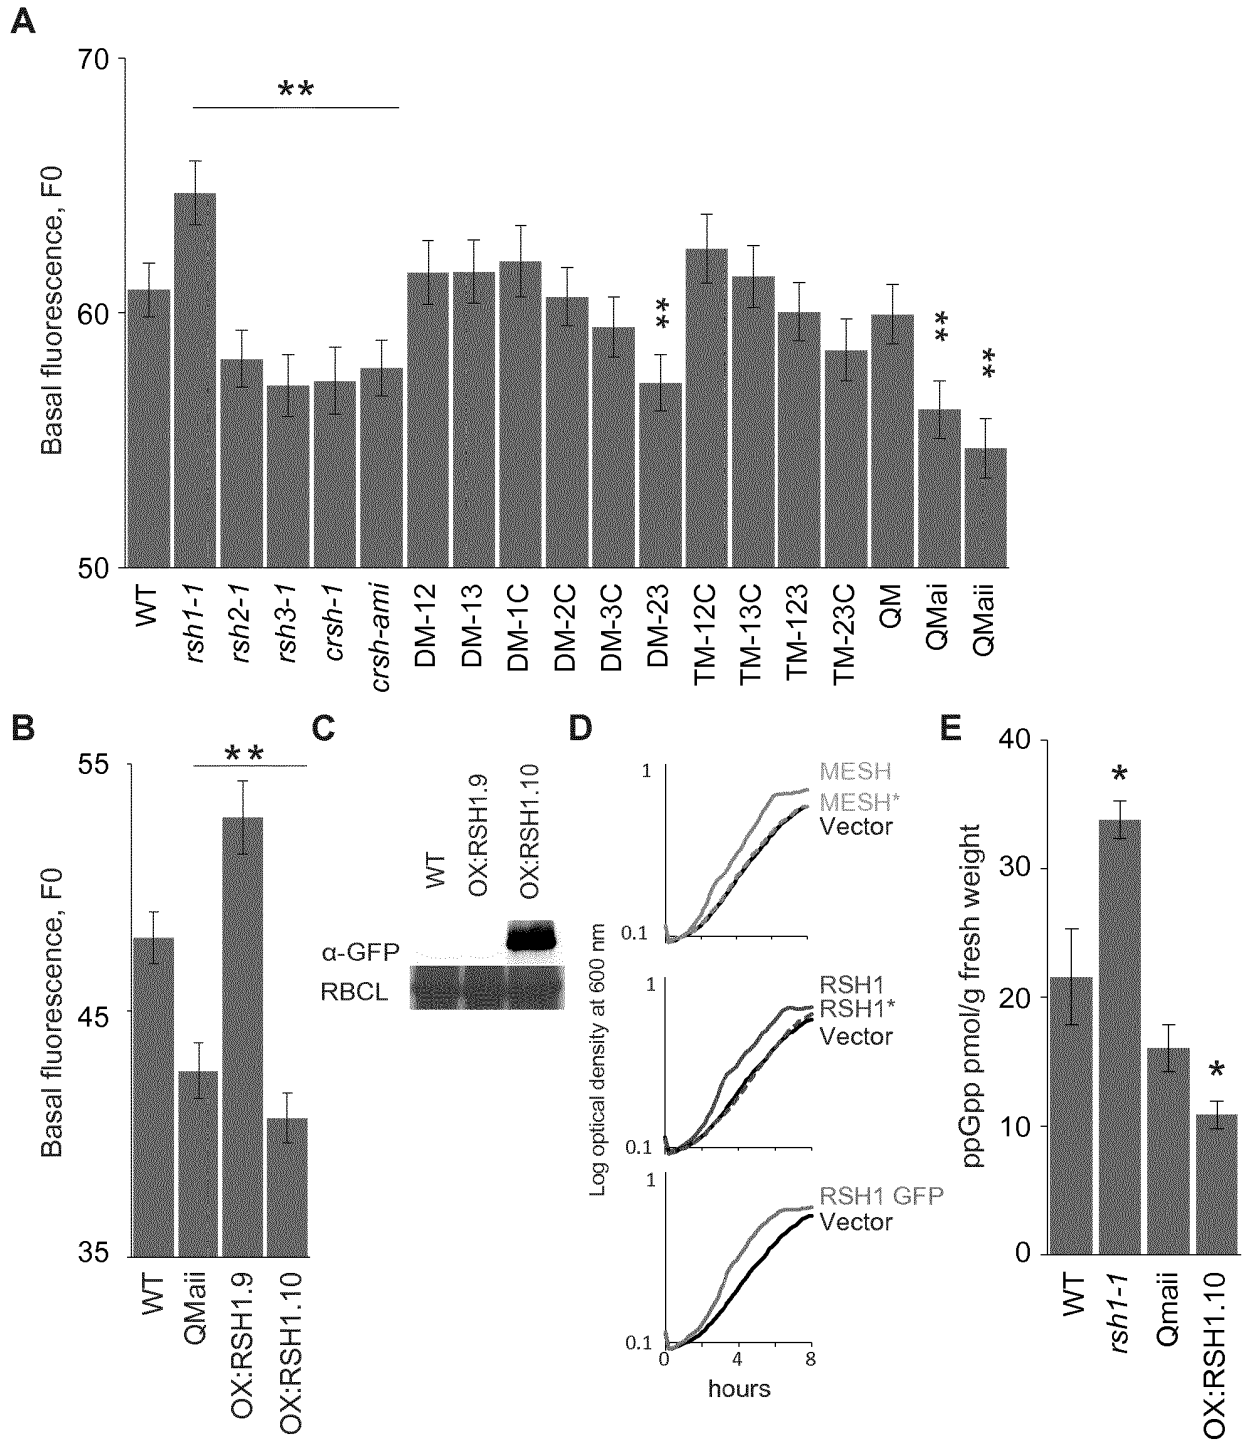 A
70
60
50
Basal fluorescence, F0
**
**
**
**
WT
rsh1-1
rsh2-1
rsh3-1
crsh-1
crsh-ami
DM-12
DM-13
DM-1C
DM-2C
DM-3C
DM-23
TM-12C
TM-13C
TM-123
TM-23C
QM
QMai
QMaii
B
55
45
35
Basal fluorescence, F0
**
WT
QMaii
OX:RSH1.9
OX:RSH1.10
C
WT
OX:RSH1.9
OX:RSH1.10
α-GFP
RBCL
D
Log optical density at 600 nm
1
0.1
MESH
MESH*
Vector
1
0.1
RSH1
RSH1*
Vector
1
0.1
RSH1 GFP
Vector
0
4
8
hours
E
40
30
20
10
0
ppGpp pmol/g fresh weight
*
*
WT
rsh1-1
Qmaii
OX:RSH1.10